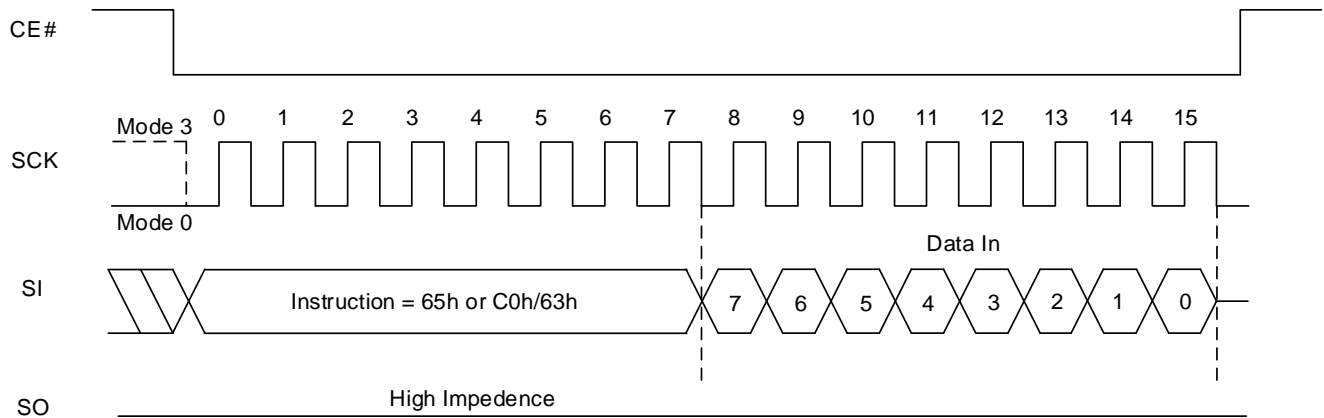 CE#
0 1 2 3 4 5 6 7 8 9 10 11 12 13 14 15
Mode 3
SCK
Mode 0
Data In
SI
Instruction = 65h or C0h/63h
7 6 5 4 3 2 1 0
High Impedence
SO